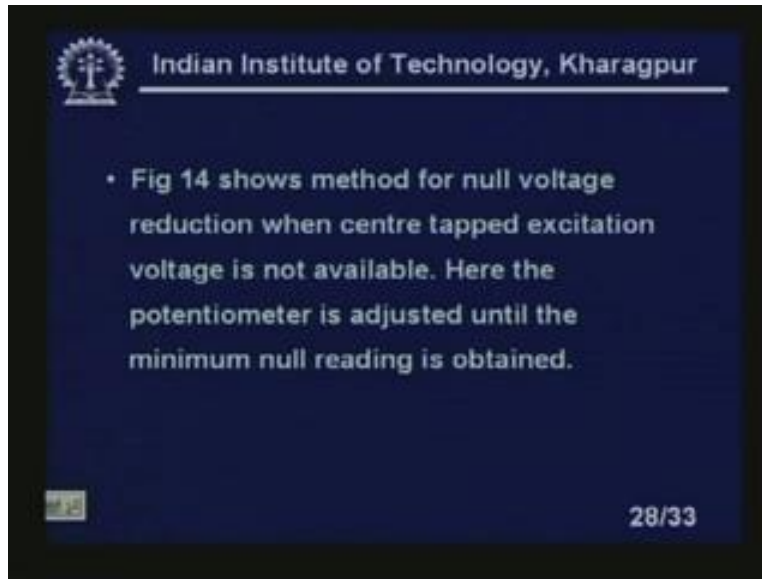 Indian Institute of Technology, Kharagpur
• Fig 14 shows method for null voltage
reduction when centre tapped excitation
voltage is not available. Here the
potentiometer is adjusted until the
minimum null reading is obtained.
28/33